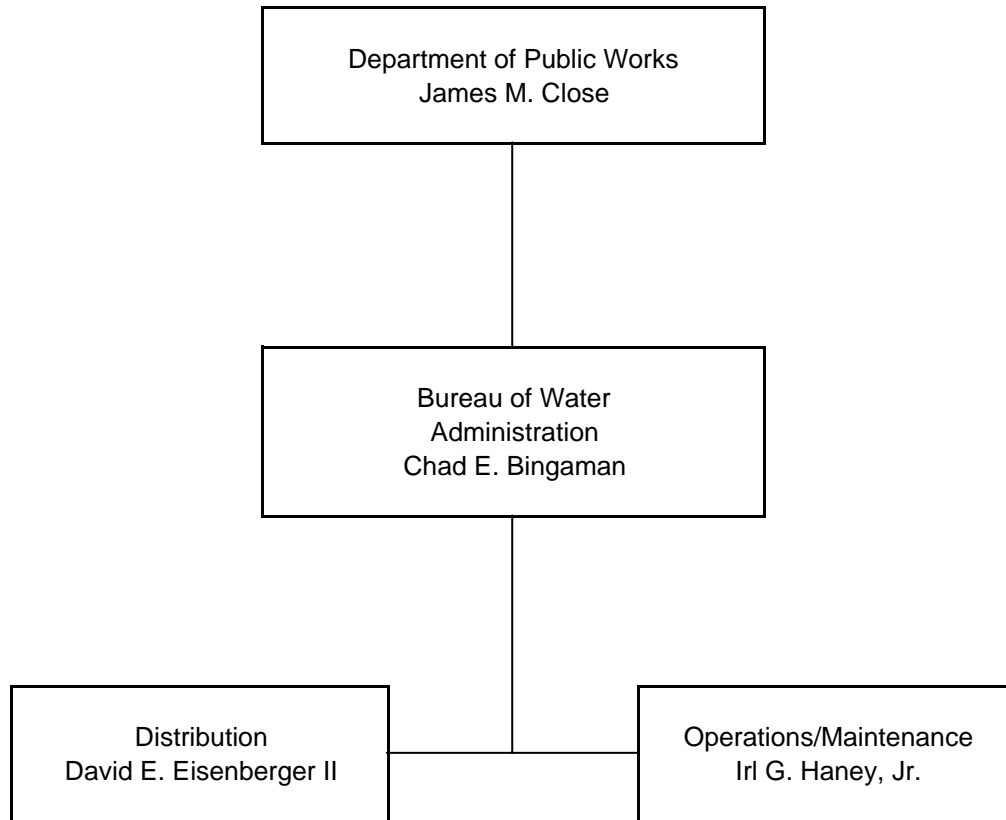 Department of Public Works
James M. Close
Bureau of Water
Administration
Chad E. Bingaman
Distribution
David E. Eisenberger II
Operations/Maintenance
Irl G. Haney, Jr.